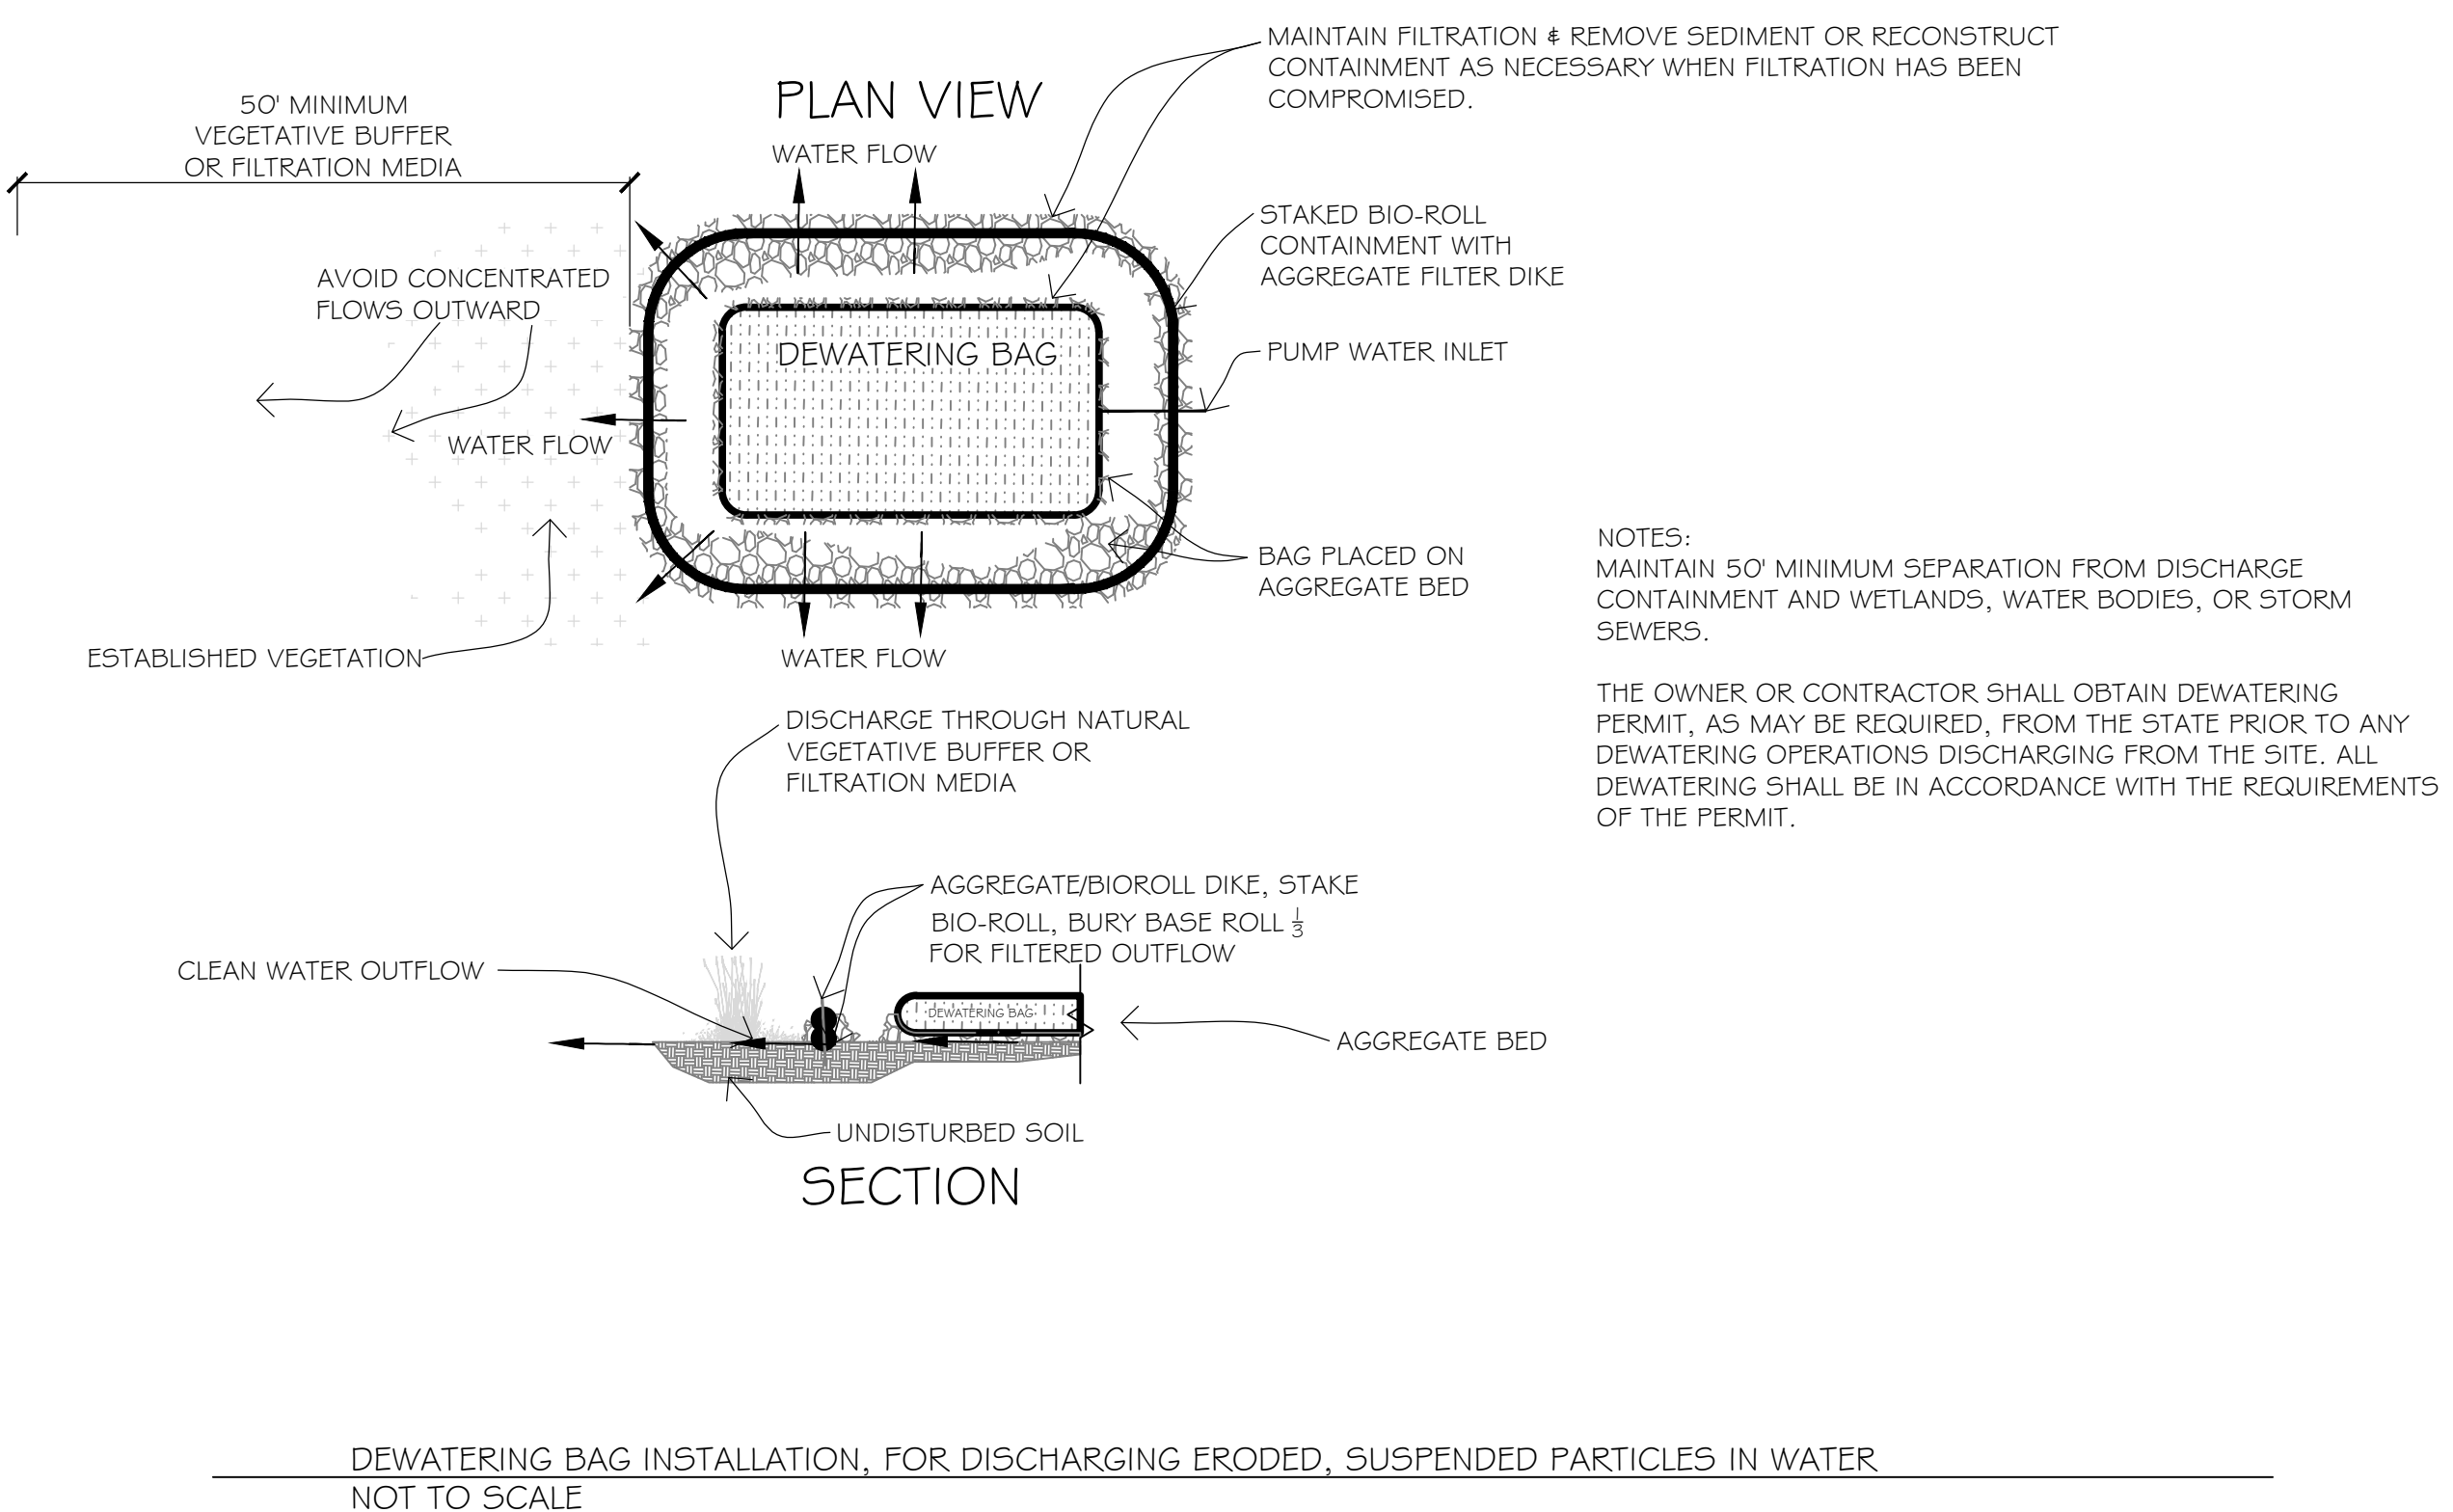 MAINTAIN FILTRATION & REMOVE SEDIMENT OR RECONSTRUCT
CONTAINMENT AS NECESSARY WHEN FILTRATION HAS BEEN
COMPROMISED.
PLAN VIEW
50' MINIMUM
VEGETATIVE BUFFER
OR FILTRATION MEDIA
WATER FLOW
STAKED BIO-ROLL
CONTAINMENT WITH
AGGREGATE FILTER DIKE
AVOID CONCENTRATED
FLOWS OUTWARD
DEWATERING BAG
PUMP WATER INLET
WATER FLOW
BAG PLACED ON
AGGREGATE BED
NOTES:
MAINTAIN 50' MINIMUM SEPARATION FROM DISCHARGE
CONTAINMENT AND WETLANDS, WATER BODIES, OR STORM
SEWERS.
THE OWNER OR CONTRACTOR SHALL OBTAIN DEWATERING
PERMIT, AS MAY BE REQUIRED, FROM THE STATE PRIOR TO ANY
DEWATERING OPERATIONS DISCHARGING FROM THE SITE. ALL
DEWATERING SHALL BE IN ACCORDANCE WITH THE REQUIREMENTS
OF THE PERMIT.
ESTABLISHED VEGETATION
WATER FLOW
DISCHARGE THROUGH NATURAL
VEGETATIVE BUFFER OR
FILTRATION MEDIA
AGGREGATE/BIOROLL DIKE, STAKE
BIO-ROLL, BURY BASE ROLL 1/3
FOR FILTERED OUTFLOW
CLEAN WATER OUTFLOW
DEWATERING BAG
AGGREGATE BED
UNDISTURBED SOIL
SECTION
DEWATERING BAG INSTALLATION, FOR DISCHARGING ERODED, SUSPENDED PARTICLES IN WATER
NOT TO SCALE